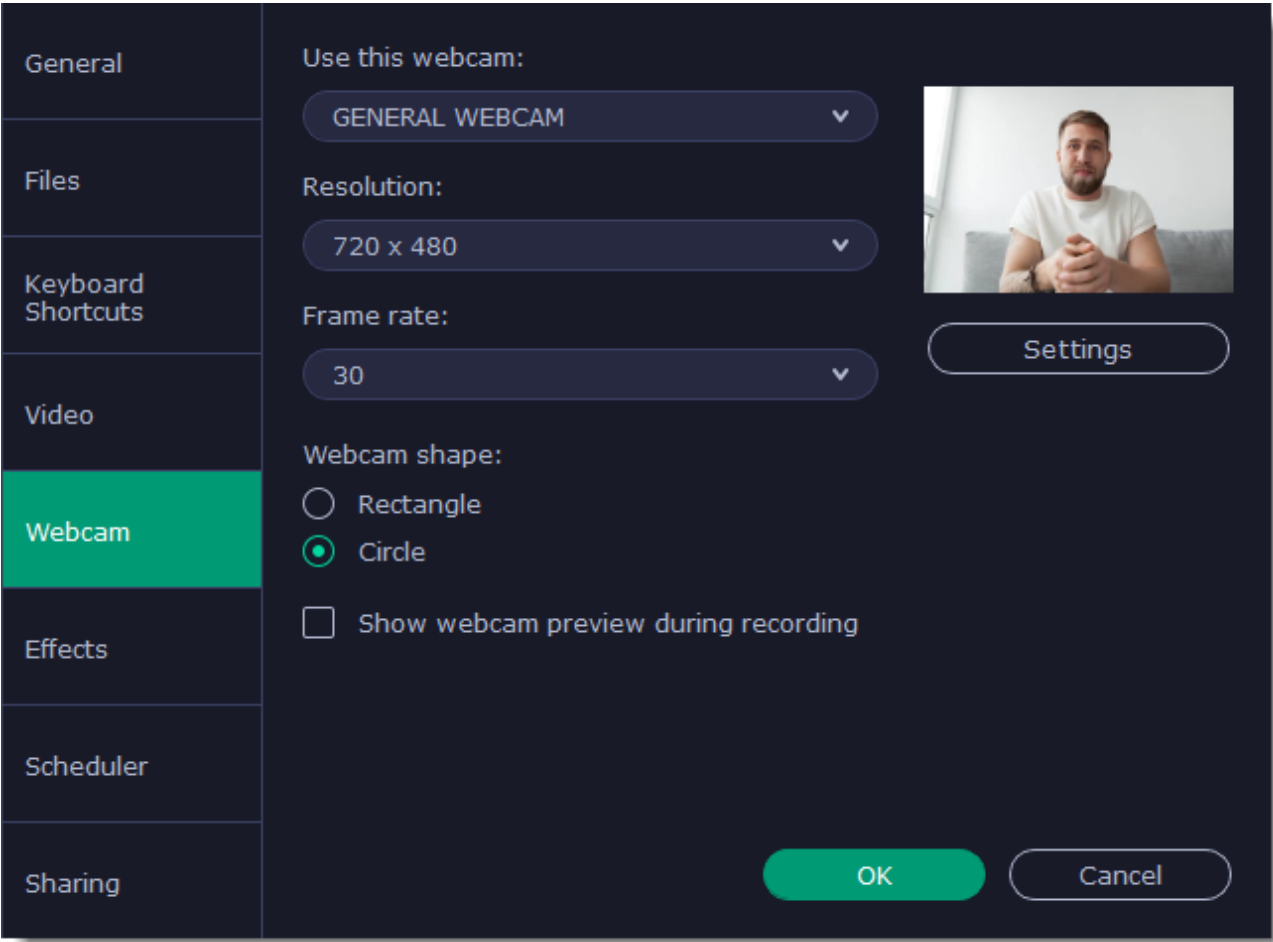 General
Files
Keyboard
Shortcuts
Video
Webcam
Effects
Scheduler
Sharing
Use this webcam:
GENERAL WEBCAM
Resolution:
720 x 480
Frame rate:
30
Webcam shape:
Rectangle
Circle
Show webcam preview during recording
Settings
OK
Cancel